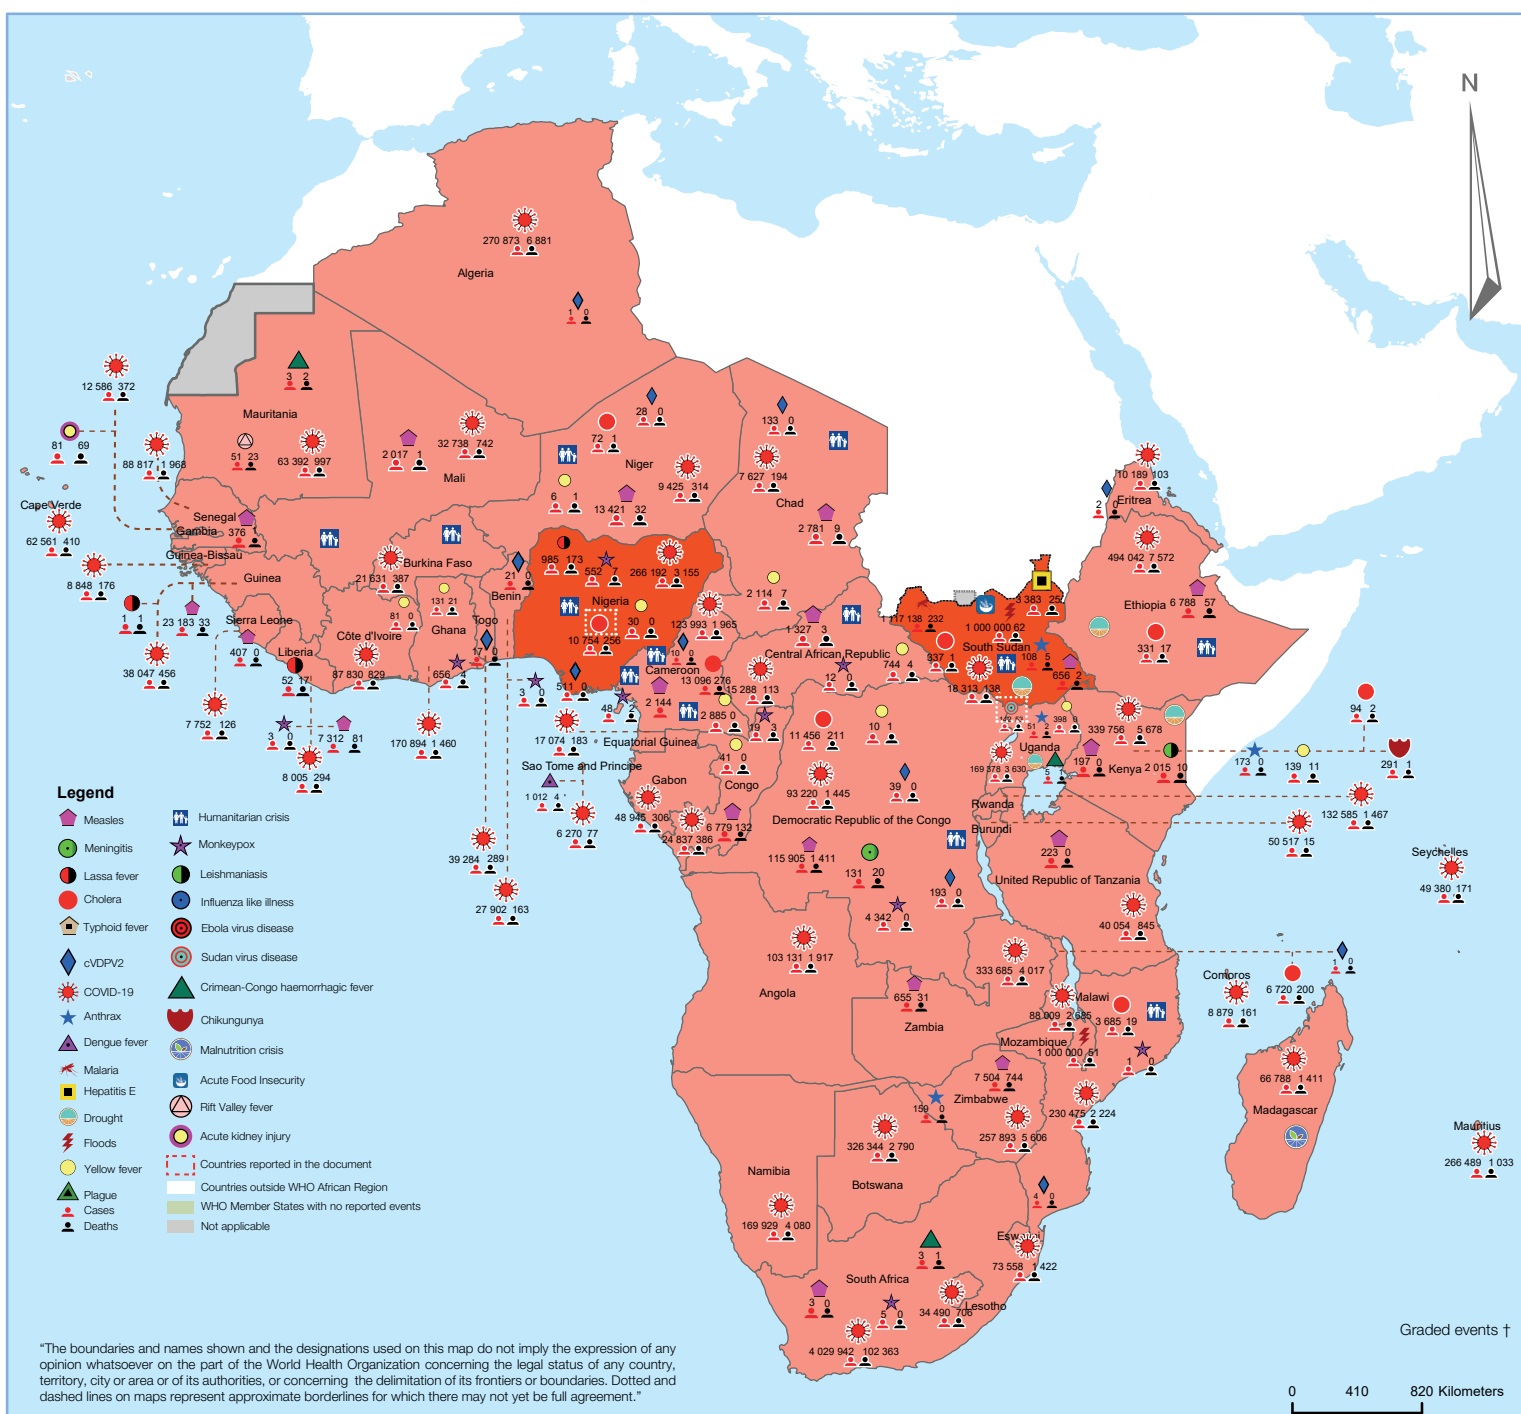 N
270 873 6 881
Algeria
1 0
12 586 372
3 2
Mauritania
81 69
88 817 1 968
51 23
63 392 997
2 017 1
32 738 742
Mali
28 0
72 1
Niger
9 425 314
6 1
13 421 32
133 0
7 627 194
Chad
2 781 9
10 189 103
2 0
Eritrea
494 042 7 572
Ethiopia
6 788 57
331 17
Cape Verde
62 561 410
Senegal
Gambia
376 1
Guinea-Bissau
8 848 176
Guinea
Burkina Faso
21 631 387
Benin
21 0
985 173
552 7
266 192 3 155
Nigeria
30 0
10 754 256
2 114 7
1 327 3
Central African Republic
744 4
12 0
1 117 138 232
3 383 25
1 000 000 62
South Sudan
337 1
108 5
656 2
18 313 138
1 1
23 183 33
Sierra Leone
407 0
Liberia
52 17
Côte d'Ivoire
81 0
131 21
Ghana
Togo
17 0
87 830 829
656 4
38 047 456
7 752 126
3 0
7 312 81
8 005 294
170 894 1 460
3 0
511 0
123 993 1 965
10 0
Cameroon
13 096 276
15 288 113
2 144
48 2
2 885 0
19 3
17 074 183
Equatorial Guinea
41 0
Sao Tome and Principe
1 012 4
6 270 77
Gabon
Congo
48 945 306
24 837 386
6 779 132
39 284 289
27 902 163
11 456 211
10 1
93 220 1 445
39 0
Democratic Republic of the Congo
115 905 1 411
131 20
193 0
4 342 0
51 2
398 0
339 756 5 678
Uganda
169 378 3 630
5 1
197 0
Kenya
2 015 10
173 0
139 11
94 2
291 1
Rwanda
132 585 1 467
Burundi
50 517 15
223 0
United Republic of Tanzania
40 054 845
Seychelles
49 380 171
103 131 1 917
Angola
333 685 4 017
655 31
Zambia
88 009 2 685
Malawi
3 685 19
Mozambique
1 000 000 51
1 0
230 475 2 224
Comoros
8 879 161
6 720 200
1 0
66 788 1 411
Madagascar
Mauritius
266 489 1 033
7 504 744
Zimbabwe
159 0
257 893 5 606
326 344 2 790
Botswana
Namibia
169 929 4 080
4 0
73 558 1 422
3 1
South Africa
Lesotho
34 490 706
3 0
5 0
4 029 942 102 363
Legend
Measles
Meningitis
Lassa fever
Cholera
Typhoid fever
cVDPV2
COVID-19
Anthrax
Dengue fever
Malaria
Hepatitis E
Drought
Floods
Yellow fever
Plague
Cases
Deaths
Humanitarian crisis
Monkeypox
Leishmaniasis
Influenza like illness
Ebola virus disease
Sudan virus disease
Crimean-Congo haemorrhagic fever
Chikungunya
Malnutrition crisis
Acute Food Insecurity
Rift Valley fever
Acute kidney injury
Countries reported in the document
Countries outside WHO African Region
WHO Member States with no reported events
Not applicable
Graded events †
0 410 820 Kilometers
“The boundaries and names shown and the designations used on this map do not imply the expression of any
opinion whatsoever on the part of the World Health Organization concerning the legal status of any country,
territory, city or area or of its authorities, or concerning the delimitation of its frontiers or boundaries. Dotted and
dashed lines on maps represent approximate borderlines for which there may not yet be full agreement.”